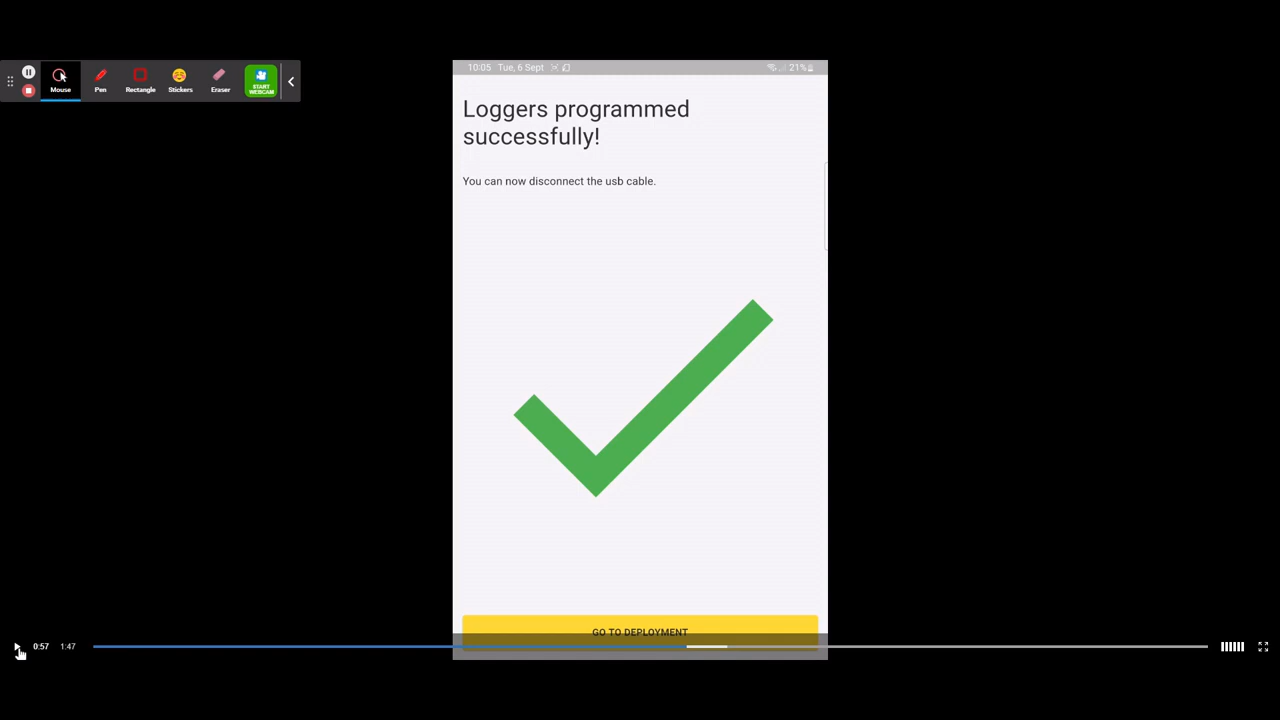 10:05 Tue, 6 Sept
21%
Mouse
Pen
Rectangle
Stickers
Eraser
START
WEBCAM
Loggers programmed
successfully!
You can now disconnect the usb cable.
GO TO DEPLOYMENT
0:57 1:47